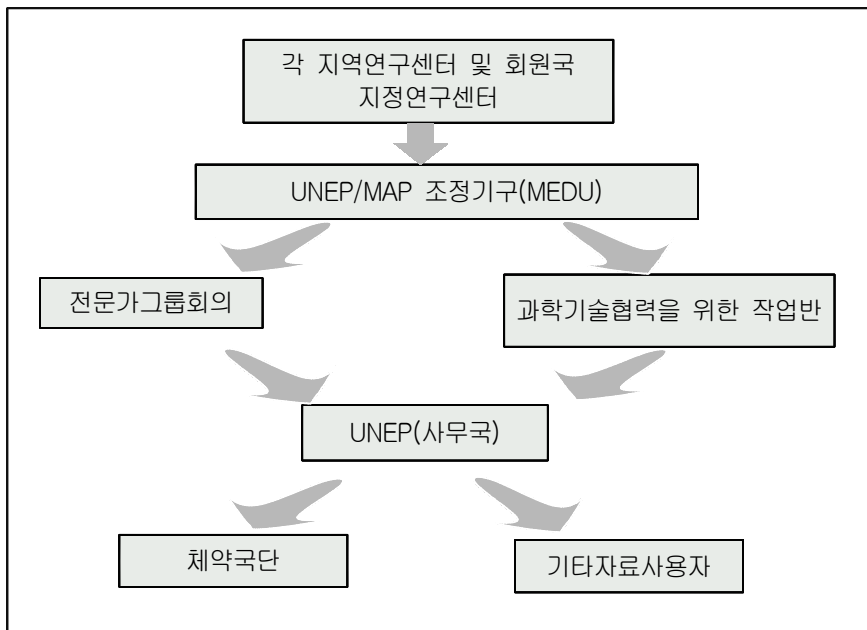 각 지역연구센터 및 회원국
지정연구센터
UNEP/MAP 조정기구(MEDU)
전문가그룹회의
과학기술협력을 위한 작업반
UNEP(사무국)
체약국단
기타자료사용자